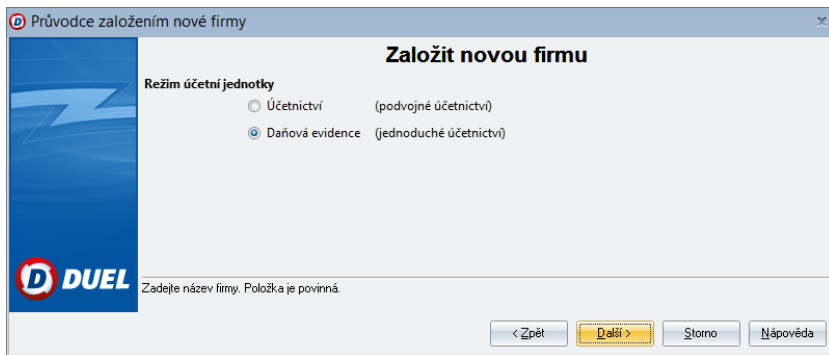 Průvodce založením nové firmy
Založit novou firmu
Režim účetní jednotky
Účetnictví (podvojné účetnictví)
Daňová evidence (jednoduché účetnictví)
D DUEL
Zadejte název firmy. Položka je povinná.
< Zpět Další > Storno Nápověda